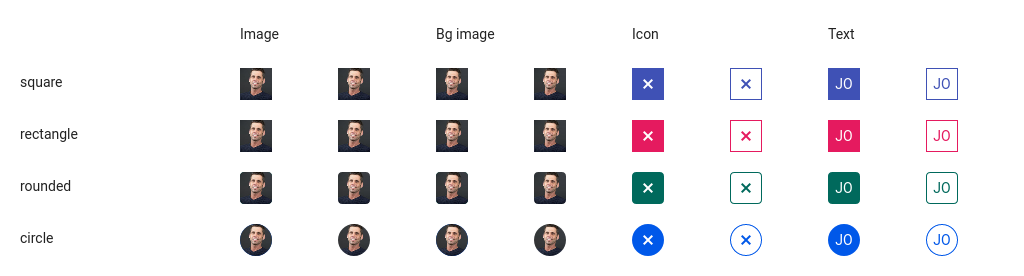 Image Bg image Icon Text
square JO JO
rectangle JO JO
rounded JO JO
circle JO JO